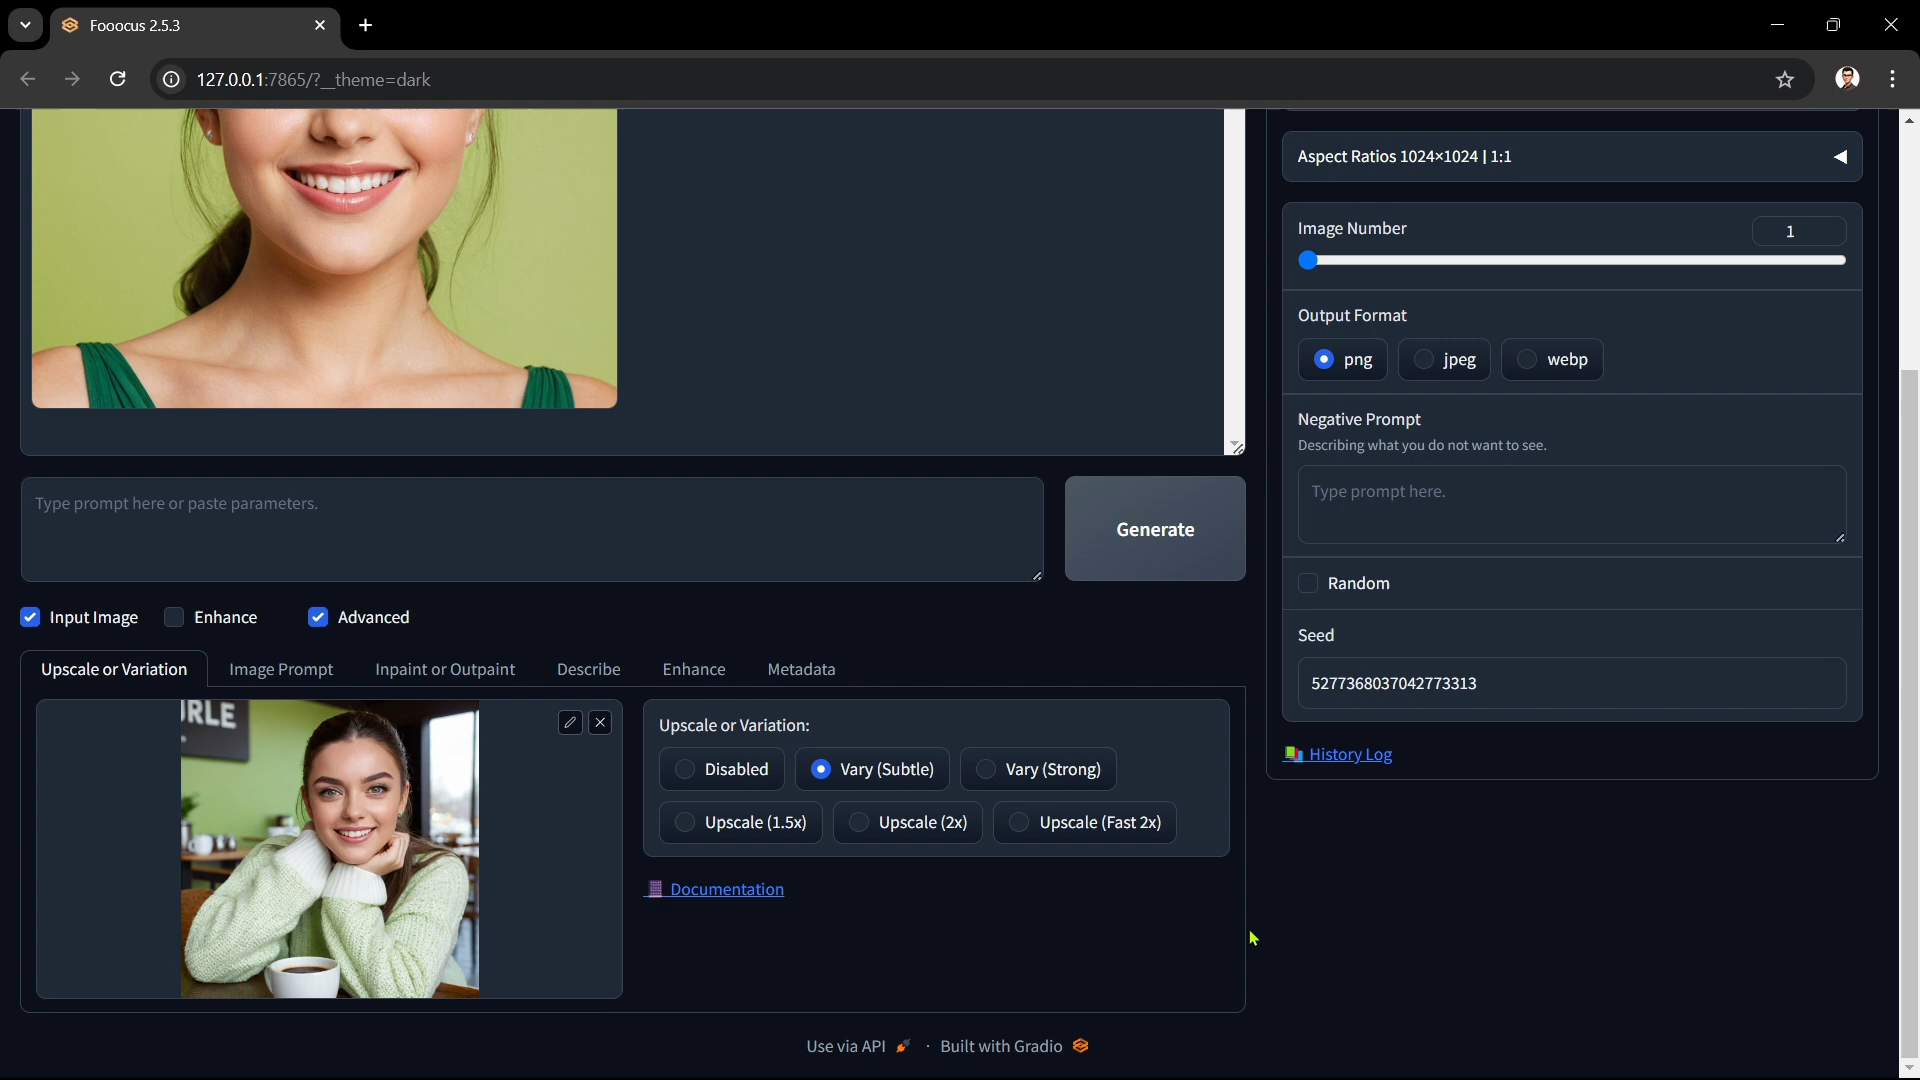 Fooocus 2.5.3
127.0.0.1:7865/?__theme=dark
Aspect Ratios 1024×1024 | 1:1
Image Number
1
Output Format
png
jpeg
webp
Negative Prompt
Describing what you do not want to see.
Type prompt here.
Random
Seed
5277368037042773313
History Log
Type prompt here or paste parameters.
Generate
Input Image
Enhance
Advanced
Upscale or Variation
Image Prompt
Inpaint or Outpaint
Describe
Enhance
Metadata
URLE
Upscale or Variation:
Disabled
Vary (Subtle)
Vary (Strong)
Upscale (1.5x)
Upscale (2x)
Upscale (Fast 2x)
Documentation
Use via API
· Built with Gradio